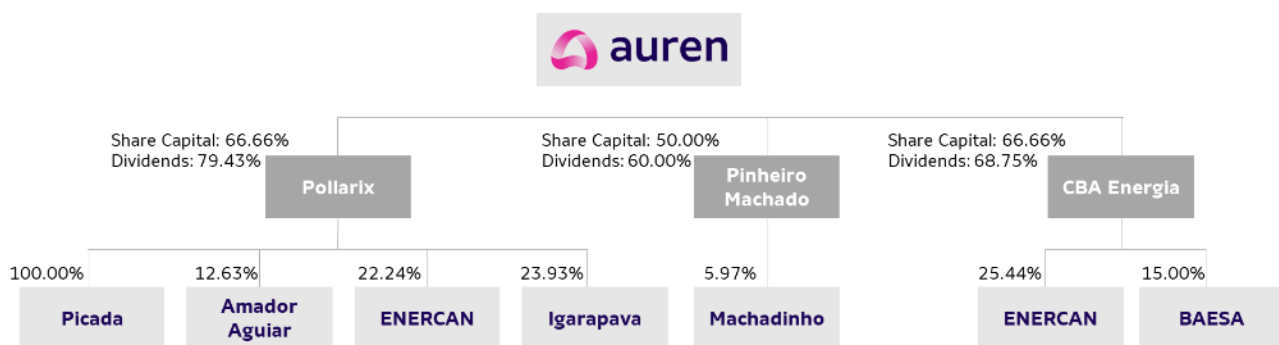 auren
Share Capital: 66.66%
Dividends: 79.43%
Pollarix
Share Capital: 50.00%
Dividends: 60.00%
Pinheiro
Machado
Share Capital: 66.66%
Dividends: 68.75%
CBA Energia
100.00%
Picada
12.63%
Amador
Aguiar
22.24%
ENERCAN
23.93%
Igarapava
5.97%
Machadinho
25.44%
ENERCAN
15.00%
BAESA